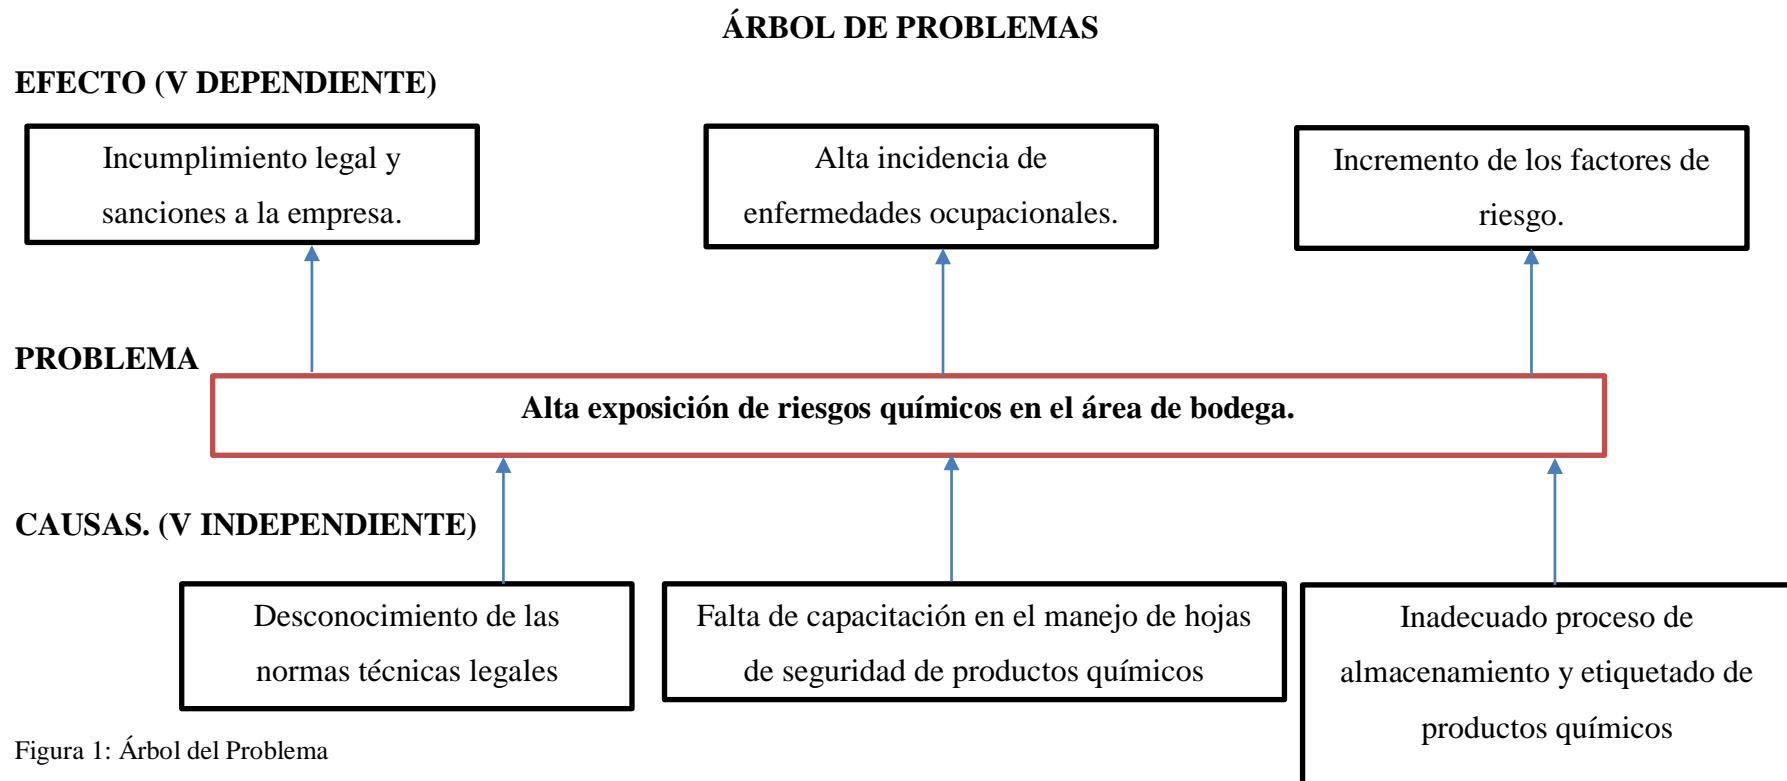 ÁRBOL DE PROBLEMAS
EFECTO (V DEPENDIENTE)
Incumplimiento legal y
sanciones a la empresa.
Alta incidencia de
enfermedades ocupacionales.
Incremento de los factores de
riesgo.
PROBLEMA
Alta exposición de riesgos químicos en el área de bodega.
CAUSAS. (V INDEPENDIENTE)
Desconocimiento de las
normas técnicas legales
Falta de capacitación en el manejo de hojas
de seguridad de productos químicos
Inadecuado proceso de
almacenamiento y etiquetado de
productos químicos
Figura 1: Árbol del Problema